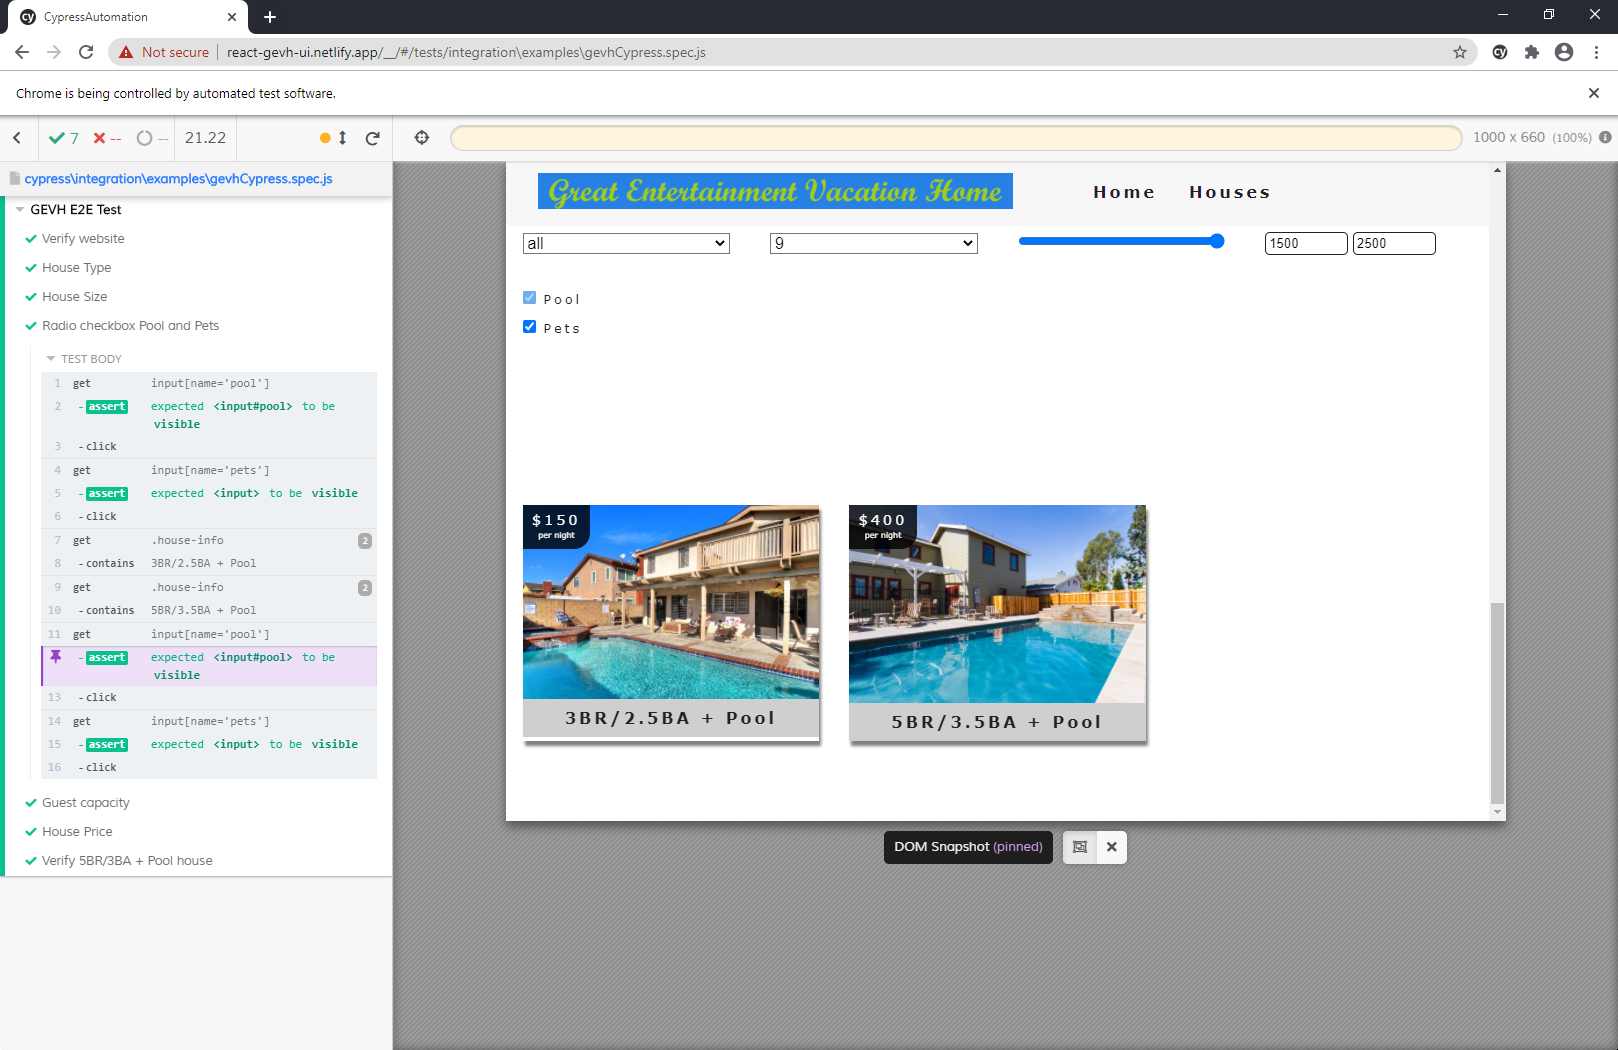 CypressAutomation
Not secure
react-gevh-ui.netlify.app/__/#/tests/integration\examples\gevhCypress.spec.js
Chrome is being controlled by automated test software.
7
--
--
21.22
1000 x 660 (100%)
cypress\integration\examples\gevhCypress.spec.js
GEVH E2E Test
Verify website
House Type
House Size
Radio checkbox Pool and Pets
TEST BODY
1 get input[name='pool']
2 -assert expected <input#pool> to be
visible
3 -click
4 get input[name='pets']
5 -assert expected <input> to be visible
6 -click
7 get .house-info 2
8 -contains 3BR/2.5BA + Pool
9 get .house-info 2
10 -contains 5BR/3.5BA + Pool
11 get input[name='pool']
-assert expected <input#pool> to be
visible
13 -click
14 get input[name='pets']
15 -assert expected <input> to be visible
16 -click
Guest capacity
House Price
Verify 5BR/3BA + Pool house
Great Entertainment Vacation Home
Home Houses
all 9 1500 2500
Pool
Pets
$150
per night
3BR/2.5BA + Pool
$400
per night
5BR/3.5BA + Pool
DOM Snapshot (pinned)